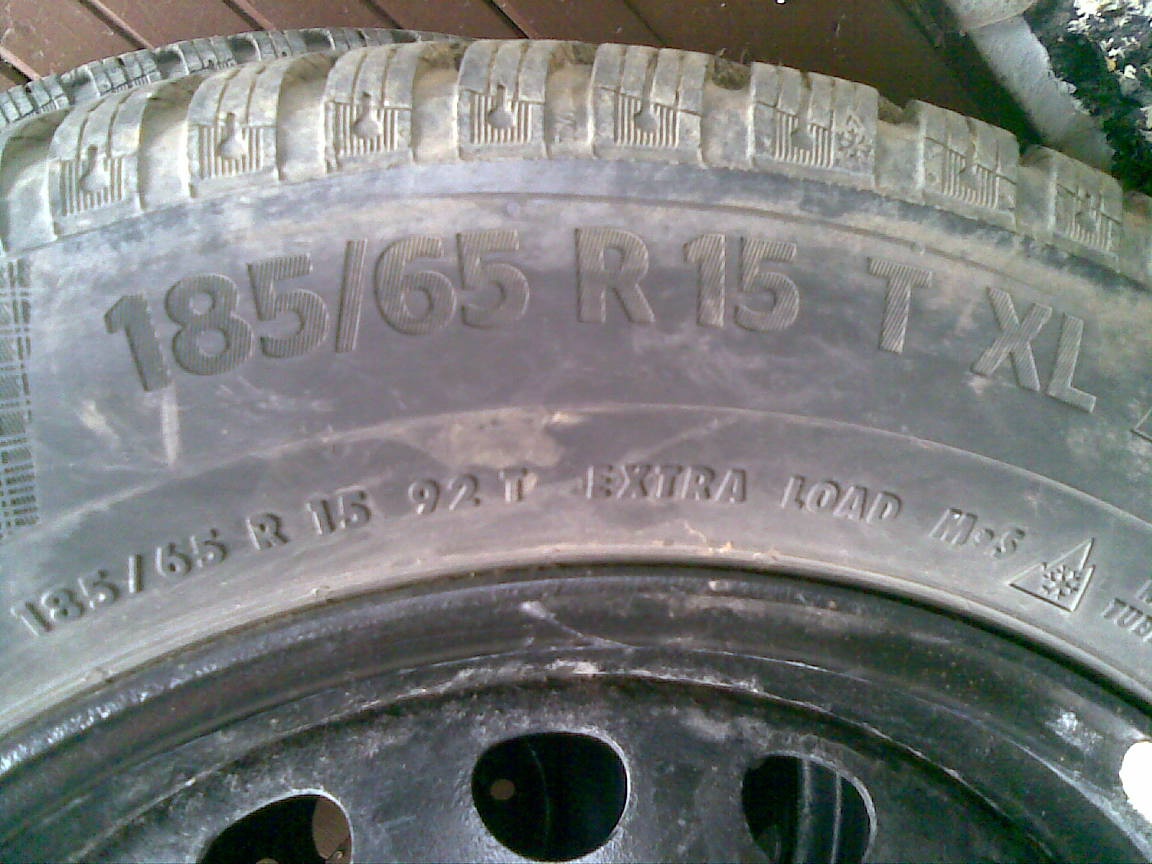 185/65 R 15 T XL
185/65 R 15 92 T EXTRA LOAD M+S